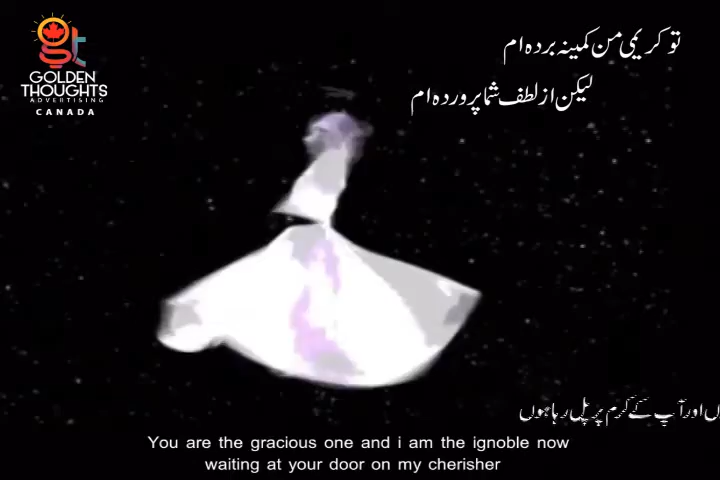 GOLDEN
THOUGHTS
ADVERTISING
CANADA
تو کریمی من کمینہ بردہ ام
لیکن از لطف شما پروردہ ام
اور آپ کے کرم پر پل رہا ہوں
You are the gracious one and i am the ignoble now
waiting at your door on my cherisher